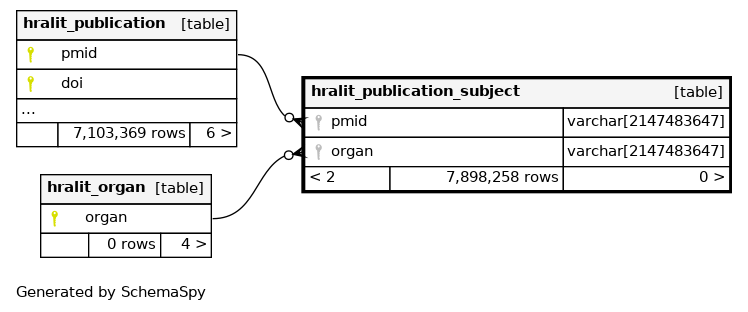 hralit_publication [table]
pmid
doi
...
7,103,369 rows 6 >
hralit_publication_subject [table]
pmid varchar[2147483647]
organ varchar[2147483647]
< 2 7,898,258 rows 0 >
hralit_organ [table]
organ
0 rows 4 >
Generated by SchemaSpy